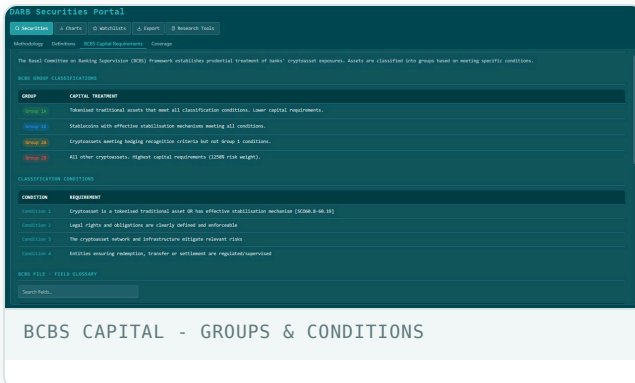 DARB Securities Portal
Securities Charts Watchlists Export Research Tools
Methodology Definitions BCBS Capital Requirements Coverage
The Basel Committee on Banking Supervision (BCBS) framework establishes prudential treatment of banks' cryptoasset exposures. Assets are classified into groups based on meeting specific conditions.
BCBS GROUP CLASSIFICATIONS
GROUP CAPITAL TREATMENT
Group 1A Tokenised traditional assets that meet all classification conditions. Lower capital requirements.
Group 1B Stablecoins with effective stabilisation mechanisms meeting all conditions.
Group 2A Cryptoassets meeting hedging recognition criteria but not Group 1 conditions.
Group 2B All other cryptoassets. Highest capital requirements (1250% risk weight).
CLASSIFICATION CONDITIONS
CONDITION REQUIREMENT
Condition 1 Cryptoasset is a tokenised traditional asset OR has effective stabilisation mechanism [SCO60.8-60.19]
Condition 2 Legal rights and obligations are clearly defined and enforceable
Condition 3 The cryptoasset network and infrastructure mitigate relevant risks
Condition 4 Entities ensuring redemption, transfer or settlement are regulated/supervised
BCBS FILE - FIELD GLOSSARY
Search fields...
BCBS CAPITAL - GROUPS & CONDITIONS